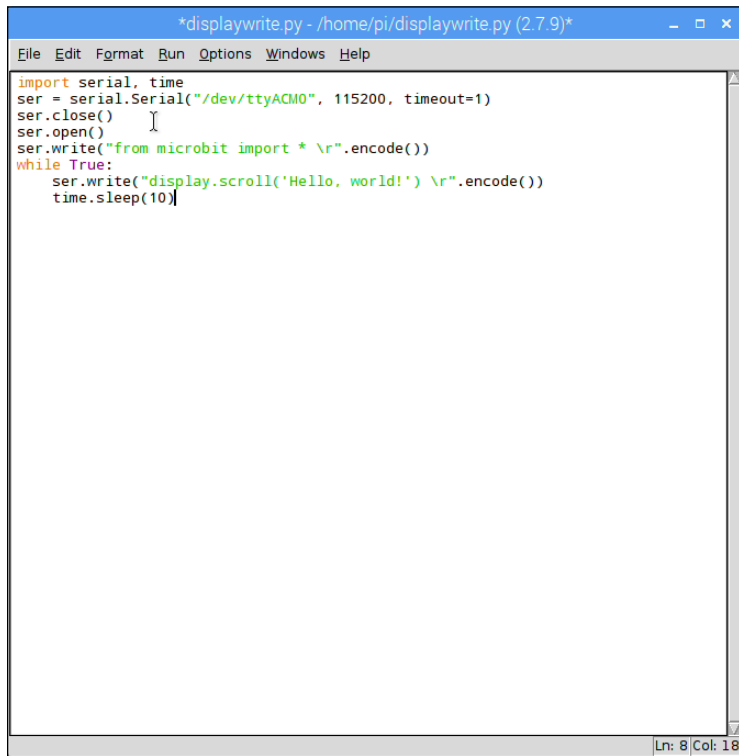 *displaywrite.py - /home/pi/displaywrite.py (2.7.9)*
File Edit Format Run Options Windows Help
import serial, time
ser = serial.Serial("/dev/ttyACM0", 115200, timeout=1)
ser.close()
ser.open()
ser.write("from microbit import * \r".encode())
while True:
    ser.write("display.scroll('Hello, world!') \r".encode())
    time.sleep(10)
Ln: 8 Col: 18